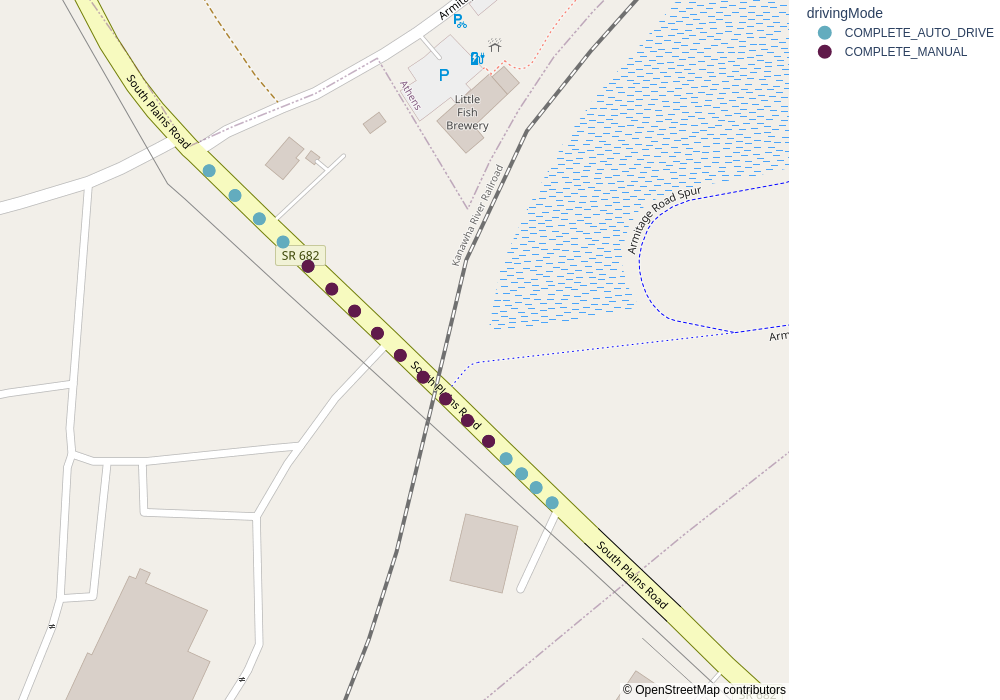 drivingMode
COMPLETE_AUTO_DRIVE
COMPLETE_MANUAL
P
P
South Plains Road
Athens
Little
Fish
Brewery
Kanawha River Railroad
Armitage Road Spur
SR 682
South Plains Road
South Plains Road
© OpenStreetMap contributors